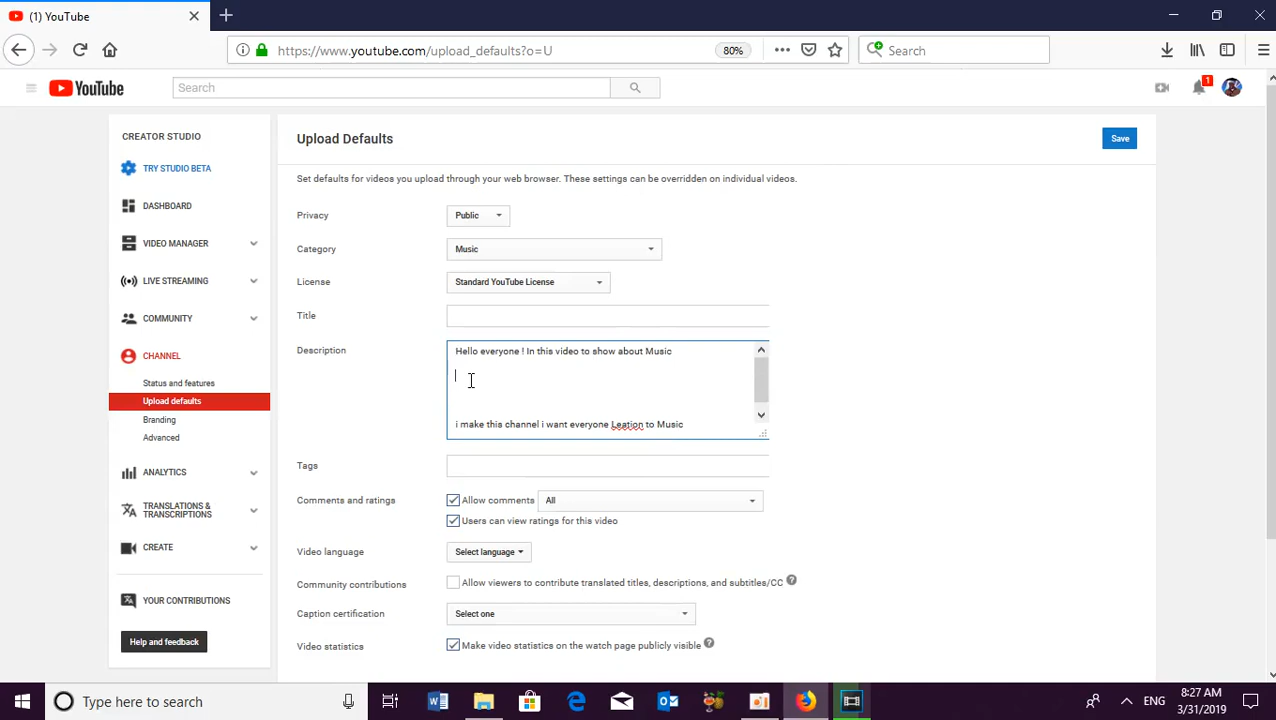 (1) YouTube
https://www.youtube.com/upload_defaults?o=U
80%
Search
YouTube
Search
1
CREATOR STUDIO
TRY STUDIO BETA
DASHBOARD
VIDEO MANAGER
LIVE STREAMING
COMMUNITY
CHANNEL
Status and features
Upload defaults
Branding
Advanced
ANALYTICS
TRANSLATIONS &
TRANSCRIPTIONS
CREATE
YOUR CONTRIBUTIONS
Help and feedback
Upload Defaults
Save
Set defaults for videos you upload through your web browser. These settings can be overridden on individual videos.
Privacy Public
Category Music
License Standard YouTube License
Title
Description Hello everyone ! In this video to show about Music
i make this channel i want everyone Leation to Music
Tags
Comments and ratings Allow comments All
Users can view ratings for this video
Video language Select language
Community contributions Allow viewers to contribute translated titles, descriptions, and subtitles/CC ?
Caption certification Select one
Video statistics Make video statistics on the watch page publicly visible ?
Type here to search
ENG
8:27 AM
3/31/2019